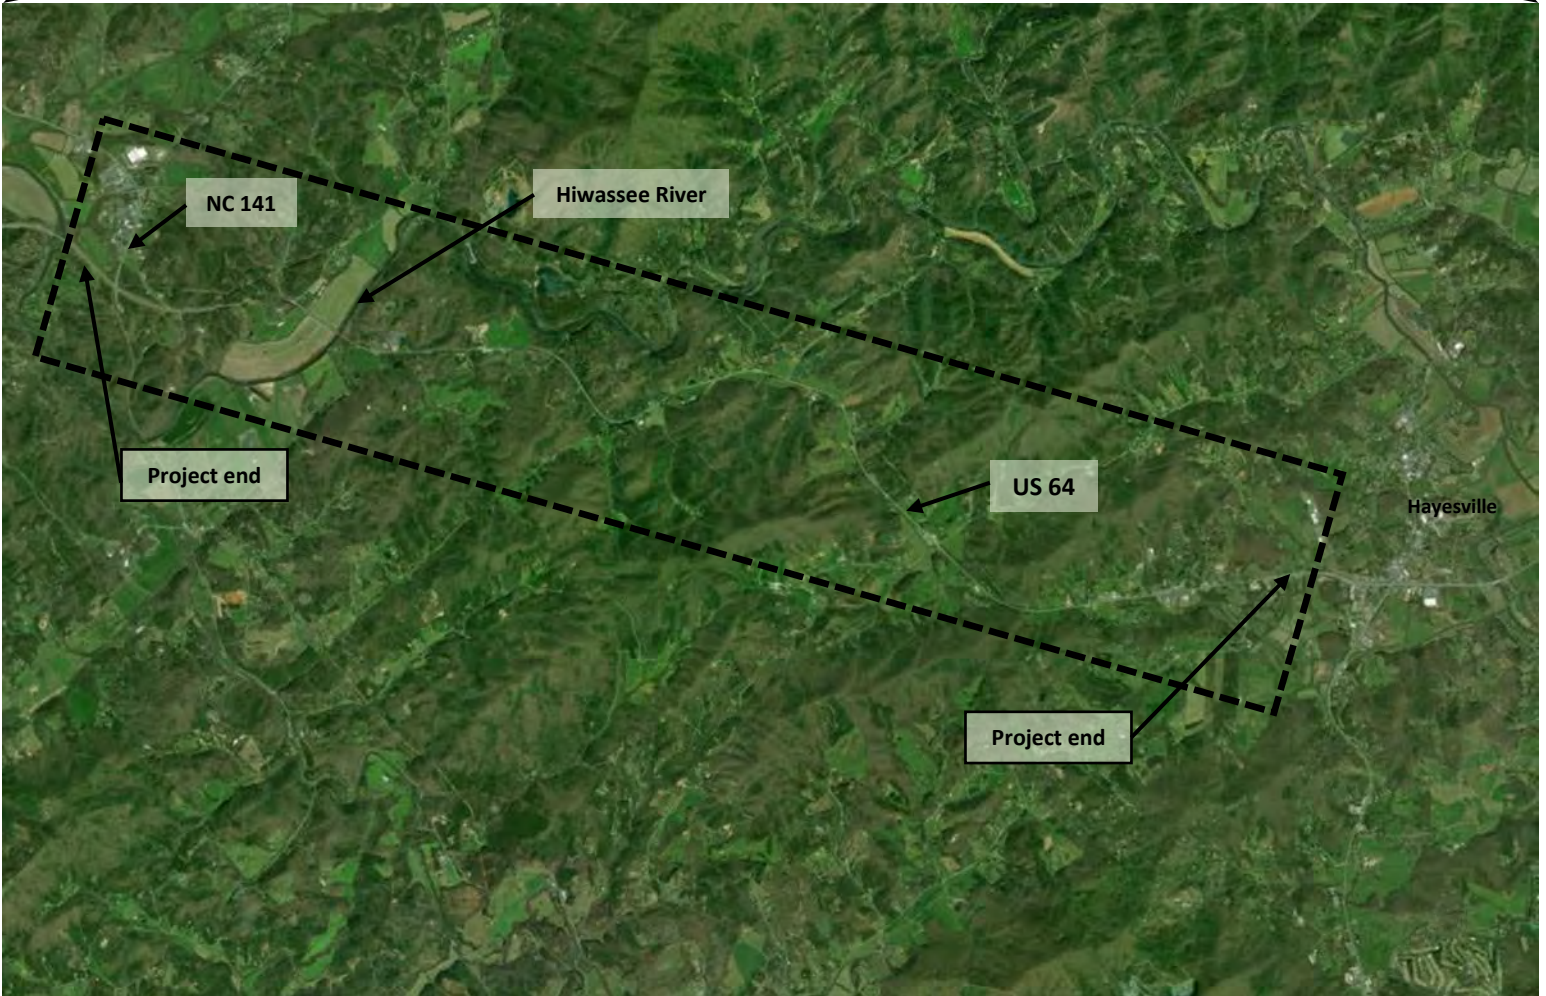 NC 141
Hiwassee River
Project end
US 64
Hayesville
Project end